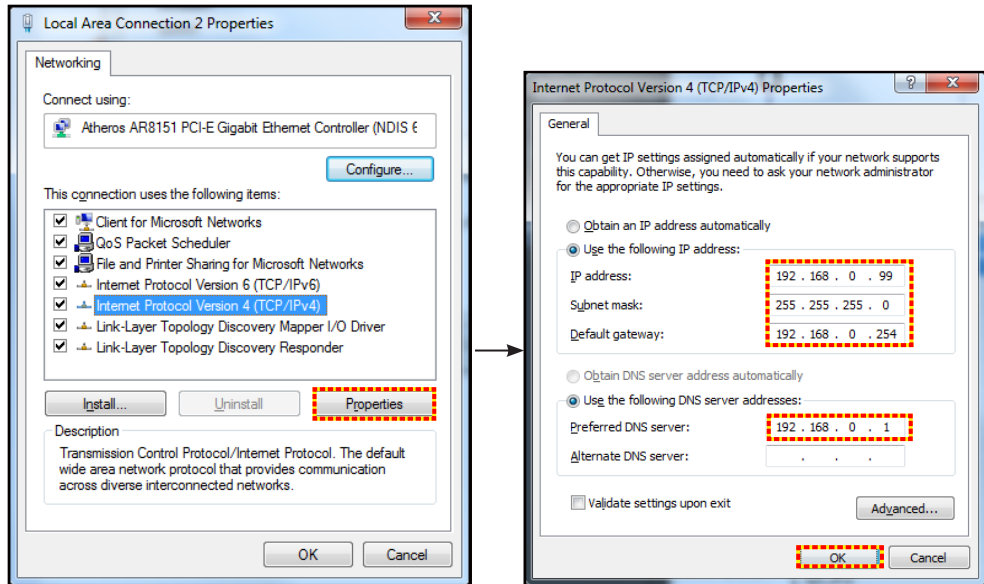 Local Area Connection 2 Properties
Networking
Connect using:
Atheros AR8151 PCI-E Gigabit Ethernet Controller (NDIS 6
Configure...
This connection uses the following items:
Client for Microsoft Networks
QoS Packet Scheduler
File and Printer Sharing for Microsoft Networks
Internet Protocol Version 6 (TCP/IPv6)
Internet Protocol Version 4 (TCP/IPv4)
Link-Layer Topology Discovery Mapper I/O Driver
Link-Layer Topology Discovery Responder
Install...
Uninstall
Properties
Description
Transmission Control Protocol/Internet Protocol. The default
wide area network protocol that provides communication
across diverse interconnected networks.
OK
Cancel
Internet Protocol Version 4 (TCP/IPv4) Properties
General
You can get IP settings assigned automatically if your network supports
this capability. Otherwise, you need to ask your network administrator
for the appropriate IP settings.
Obtain an IP address automatically
Use the following IP address:
IP address: 192 . 168 . 0 . 99
Subnet mask: 255 . 255 . 255 . 0
Default gateway: 192 . 168 . 0 . 254
Obtain DNS server address automatically
Use the following DNS server addresses:
Preferred DNS server: 192 . 168 . 0 . 1
Alternate DNS server: . . .
Validate settings upon exit
Advanced...
OK
Cancel